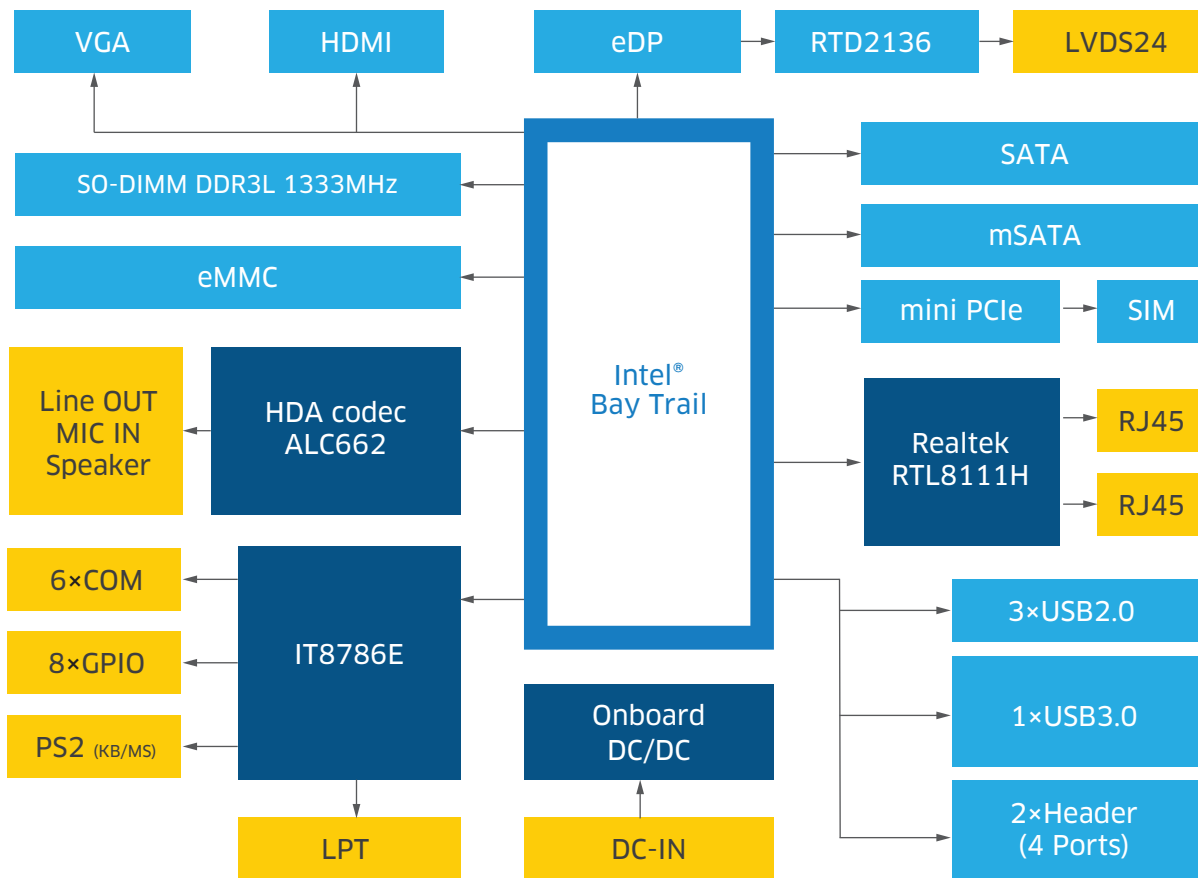 VGA
HDMI
eDP
RTD2136
LVDS24
SO-DIMM DDR3L 1333MHz
eMMC
Line OUT
MIC IN
Speaker
HDA codec
ALC662
6×COM
8×GPIO
PS2 (KB/MS)
IT8786E
LPT
Intel®
Bay Trail
Onboard
DC/DC
DC-IN
SATA
mSATA
mini PCIe
SIM
Realtek
RTL8111H
RJ45
RJ45
3×USB2.0
1×USB3.0
2×Header
(4 Ports)